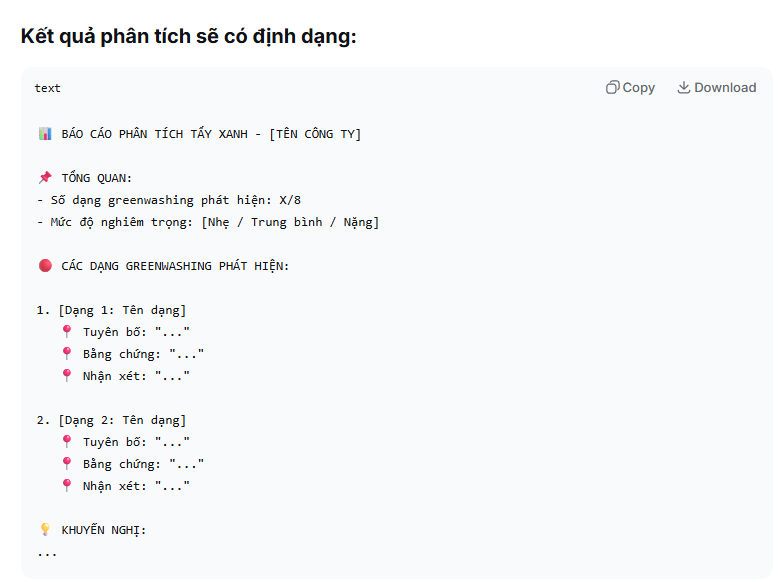 Kết quả phân tích sẽ có định dạng:
text
Copy
Download
📊 BÁO CÁO PHÂN TÍCH TẨY XANH - [TÊN CÔNG TY]
📌 TỔNG QUAN:
- Số dạng greenwashing phát hiện: X/8
- Mức độ nghiêm trọng: [Nhẹ / Trung bình / Nặng]
🔴 CÁC DẠNG GREENWASHING PHÁT HIỆN:
1. [Dạng 1: Tên dạng]
📍 Tuyên bố: "..."
📍 Bằng chứng: "..."
📍 Nhận xét: "..."
2. [Dạng 2: Tên dạng]
📍 Tuyên bố: "..."
📍 Bằng chứng: "..."
📍 Nhận xét: "..."
💡 KHUYẾN NGHỊ:
...